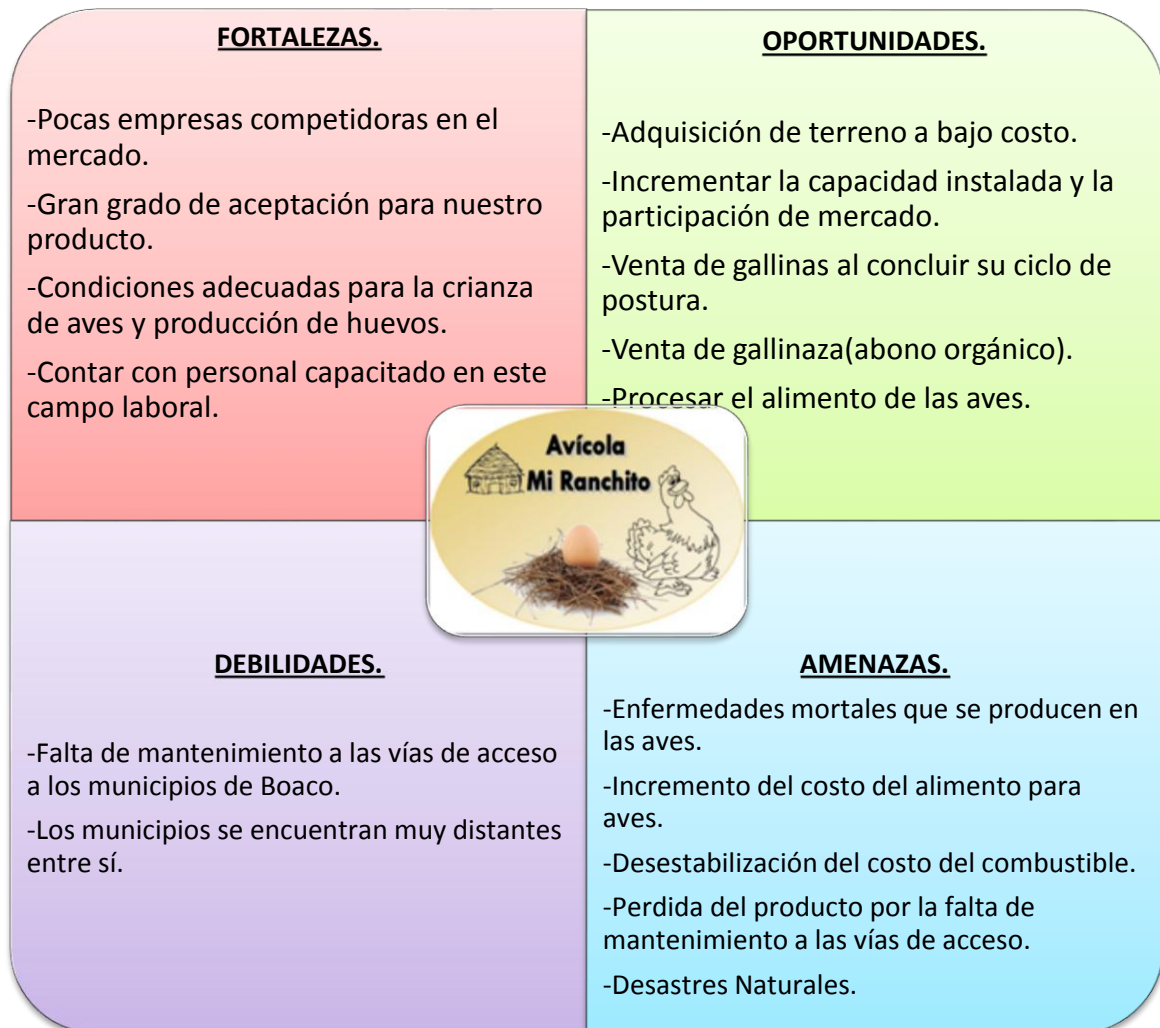 FORTALEZAS.
-Pocas empresas competidoras en el
mercado.
-Gran grado de aceptación para nuestro
producto.
-Condiciones adecuadas para la crianza
de aves y producción de huevos.
-Contar con personal capacitado en este
campo laboral.
OPORTUNIDADES.
-Adquisición de terreno a bajo costo.
-Incrementar la capacidad instalada y la
participación de mercado.
-Venta de gallinas al concluir su ciclo de
postura.
-Venta de gallinaza(abono orgánico).
-Procesar el alimento de las aves.
Avícola
Mi Ranchito
DEBILIDADES.
-Falta de mantenimiento a las vías de acceso
a los municipios de Boaco.
-Los municipios se encuentran muy distantes
entre sí.
AMENAZAS.
-Enfermedades mortales que se producen en
las aves.
-Incremento del costo del alimento para
aves.
-Desestabilización del costo del combustible.
-Perdida del producto por la falta de
mantenimiento a las vías de acceso.
-Desastres Naturales.